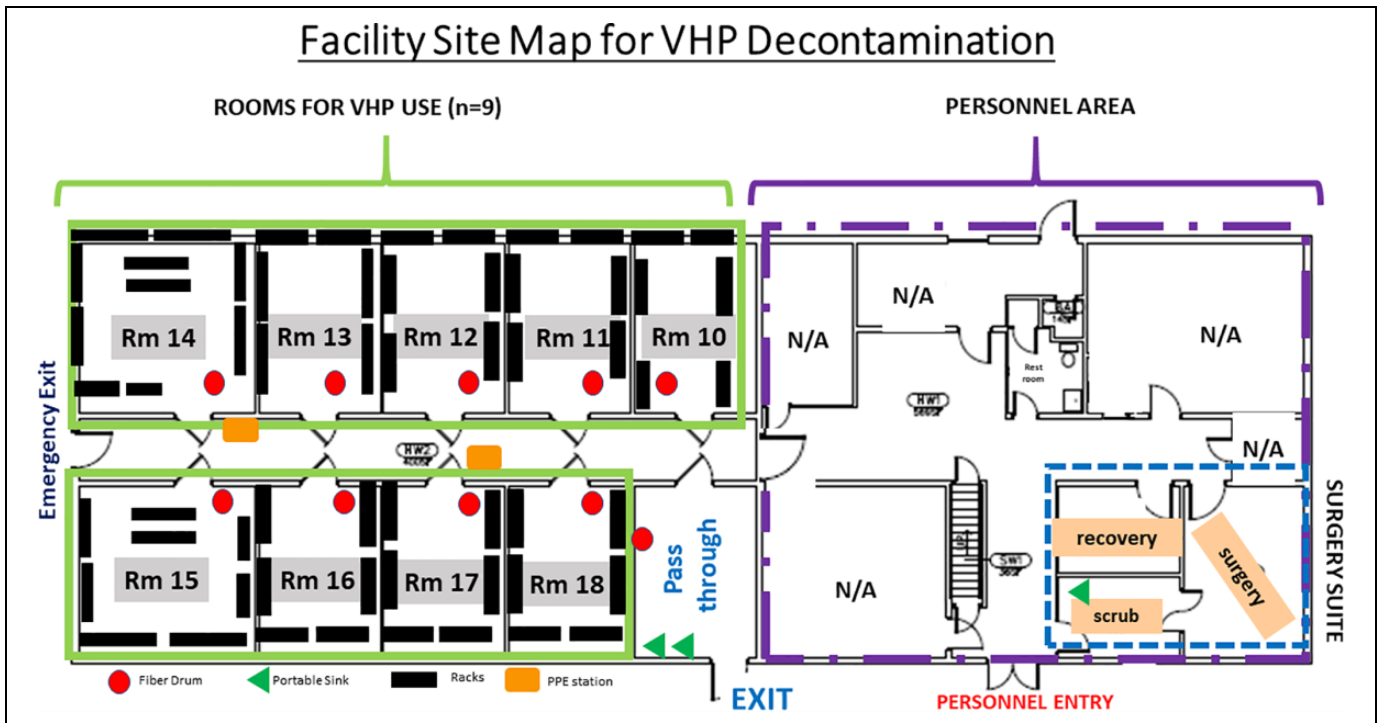 Facility Site Map for VHP Decontamination
ROOMS FOR VHP USE (n=9)
PERSONNEL AREA
Rm 14
Rm 13
Rm 12
Rm 11
Rm 10
N/A
N/A
N/A
Rest
room
HW1
Emergency Exit
HW2
N/A
Rm 15
Rm 16
Rm 17
Rm 18
Pass
through
N/A
UP
SW1
recovery
scrub
surgery
SURGERY SUITE
Fiber Drum
Portable Sink
Racks
PPE station
EXIT
PERSONNEL ENTRY